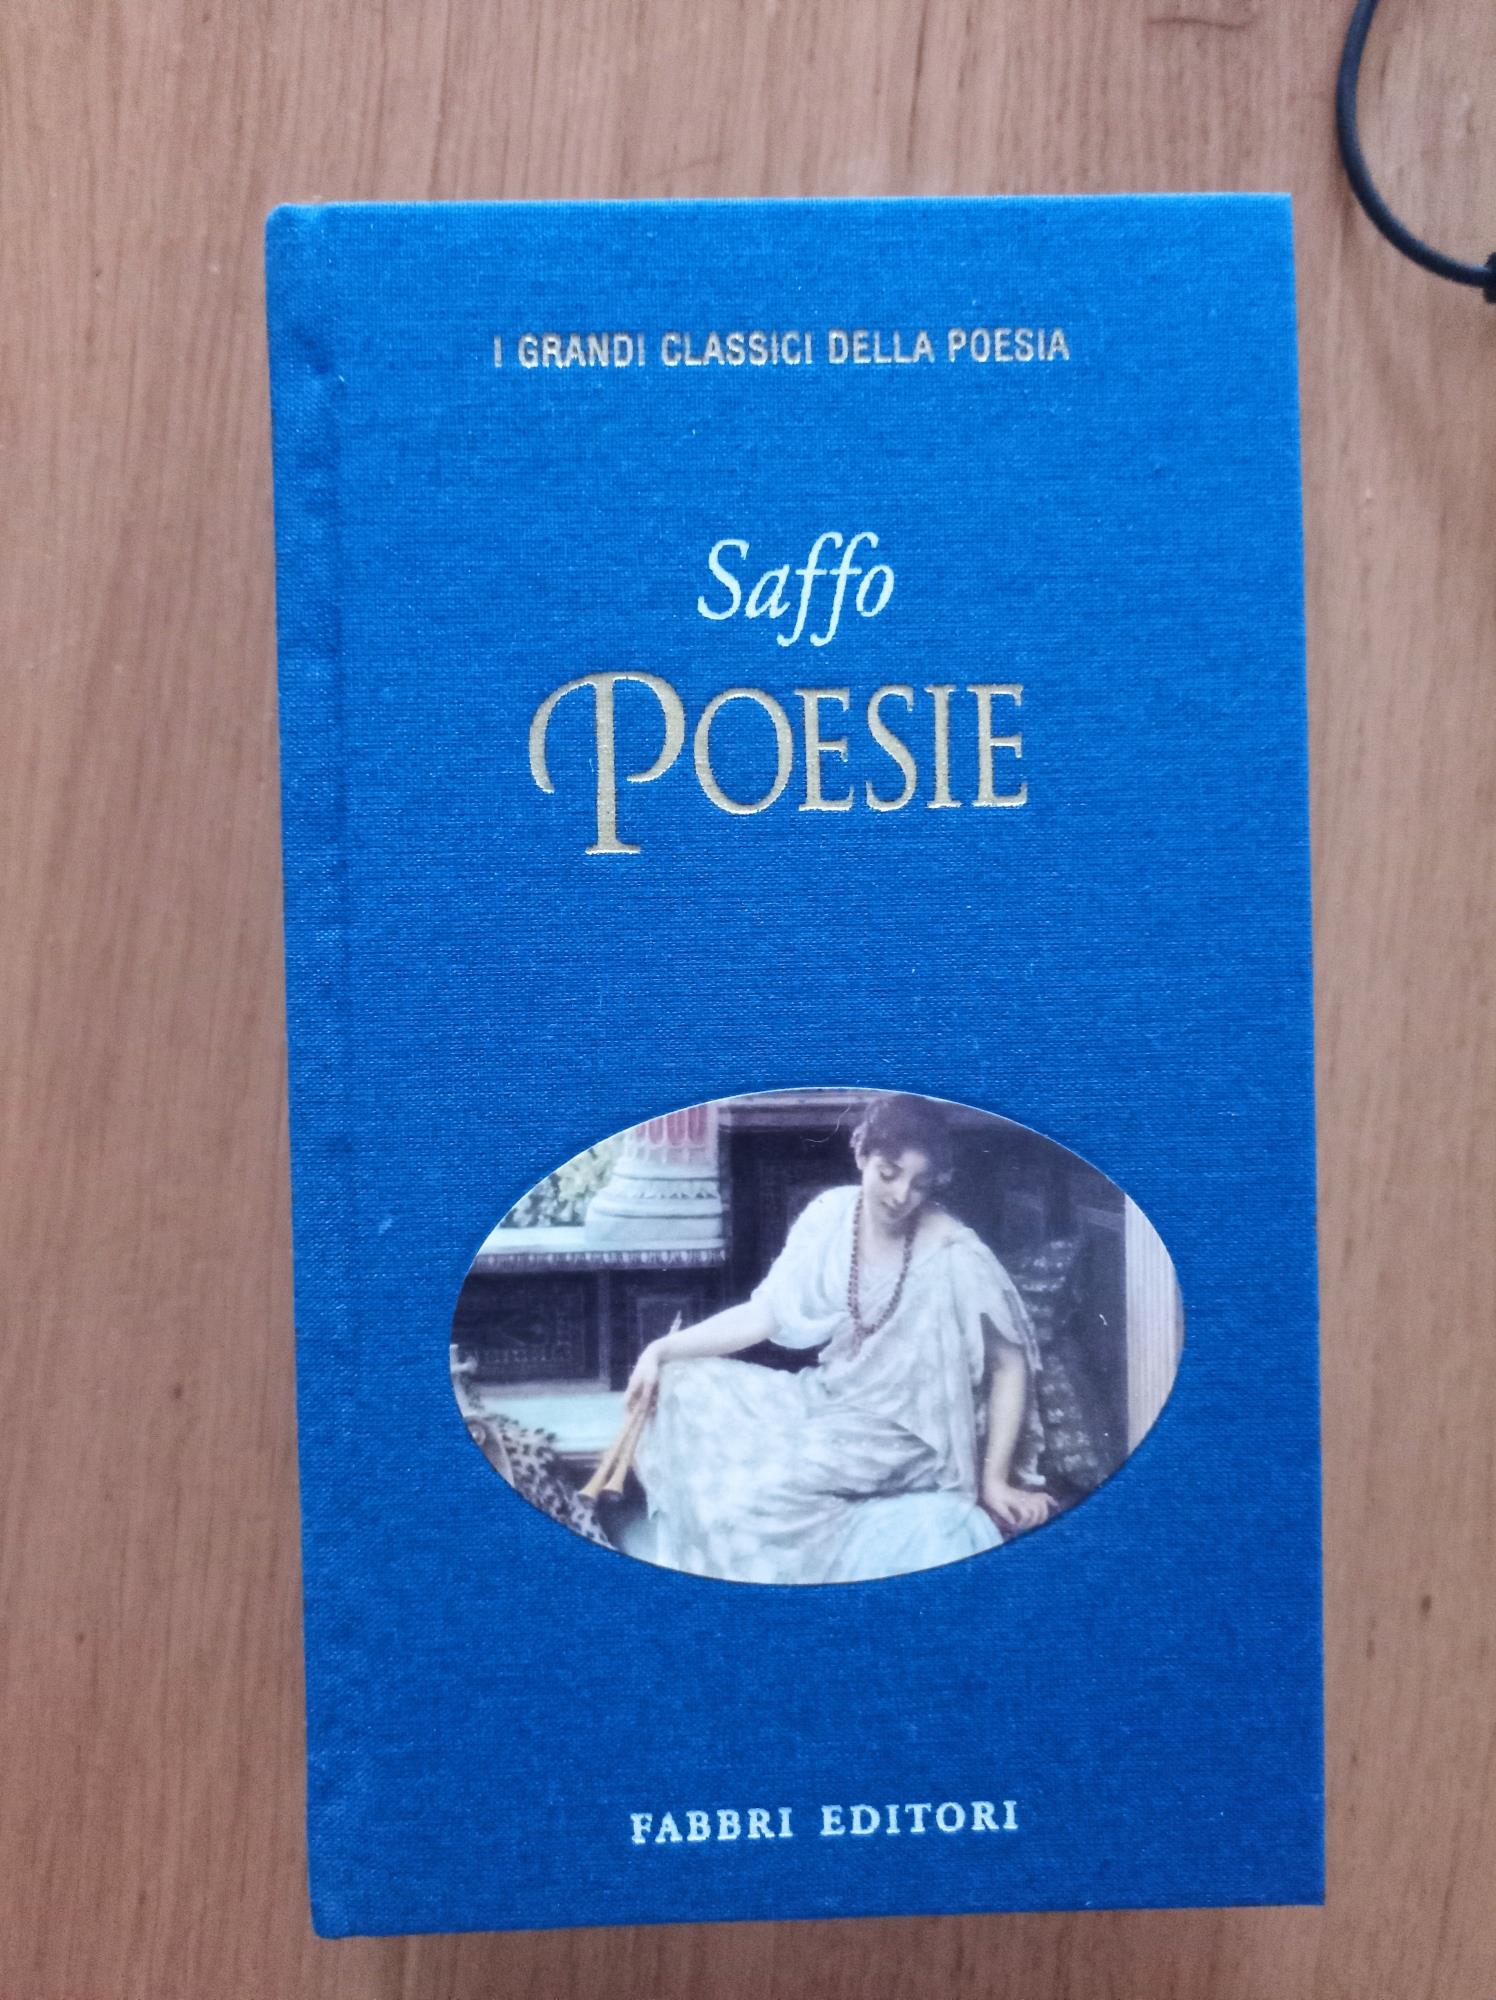 I GRANDI CLASSICI DELLA POESIA
Saffo
POESIE
FABBRI EDITORI